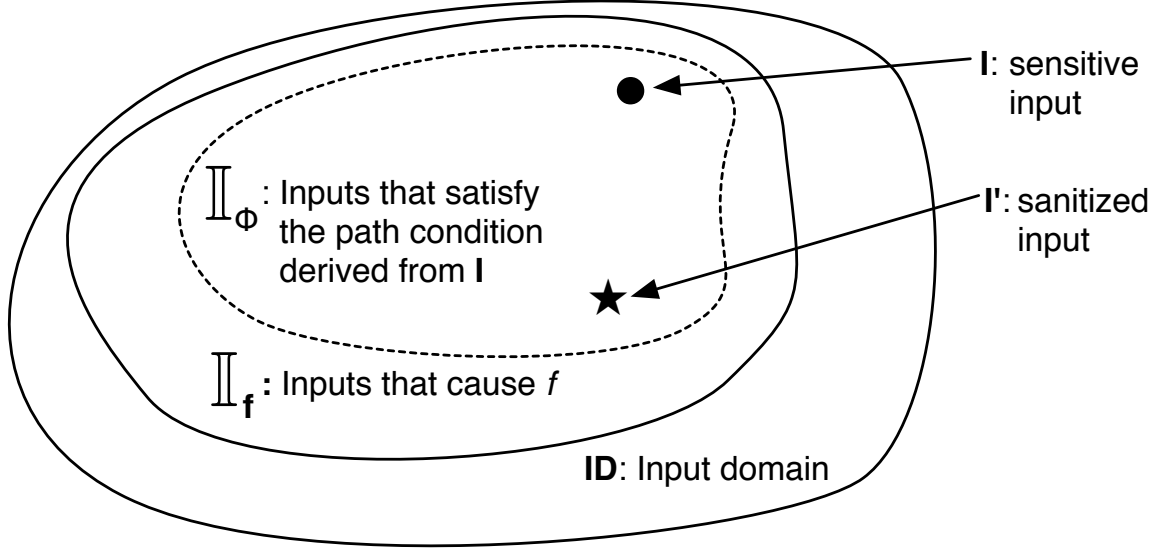 I: sensitive
input
𝕀Φ : Inputs that satisfy
the path condition
derived from I
I': sanitized
input
𝕀f : Inputs that cause f
ID: Input domain